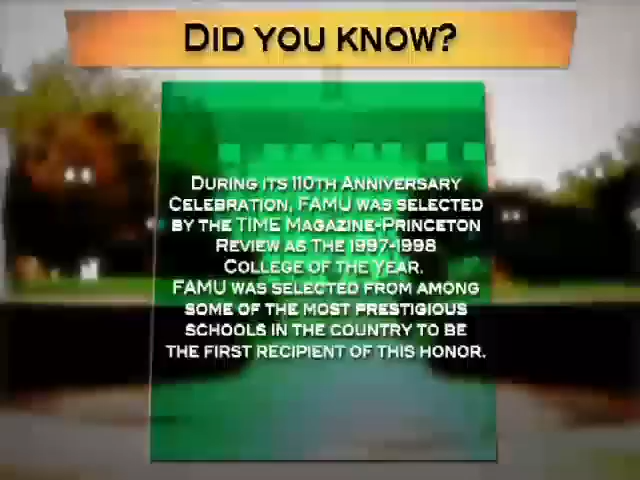 DID YOU KNOW?
DURING ITS 110TH ANNIVERSARY
CELEBRATION, FAMU WAS SELECTED
BY THE TIME MAGAZINE-PRINCETON
REVIEW AS THE 1997-1998
COLLEGE OF THE YEAR.
FAMU WAS SELECTED FROM AMONG
SOME OF THE MOST PRESTIGIOUS
SCHOOLS IN THE COUNTRY TO BE
THE FIRST RECIPIENT OF THIS HONOR.